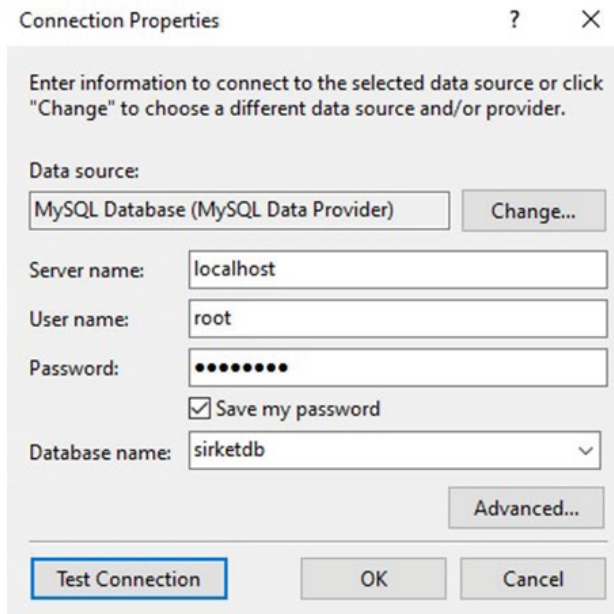 Connection Properties ?
Enter information to connect to the selected data source or click
"Change" to choose a different data source and/or provider.
Data source:
MySQL Database (MySQL Data Provider) Change...
Server name: localhost
User name: root
Password: ••••••••
Save my password
Database name: sirketdb
Advanced...
Test Connection OK Cancel